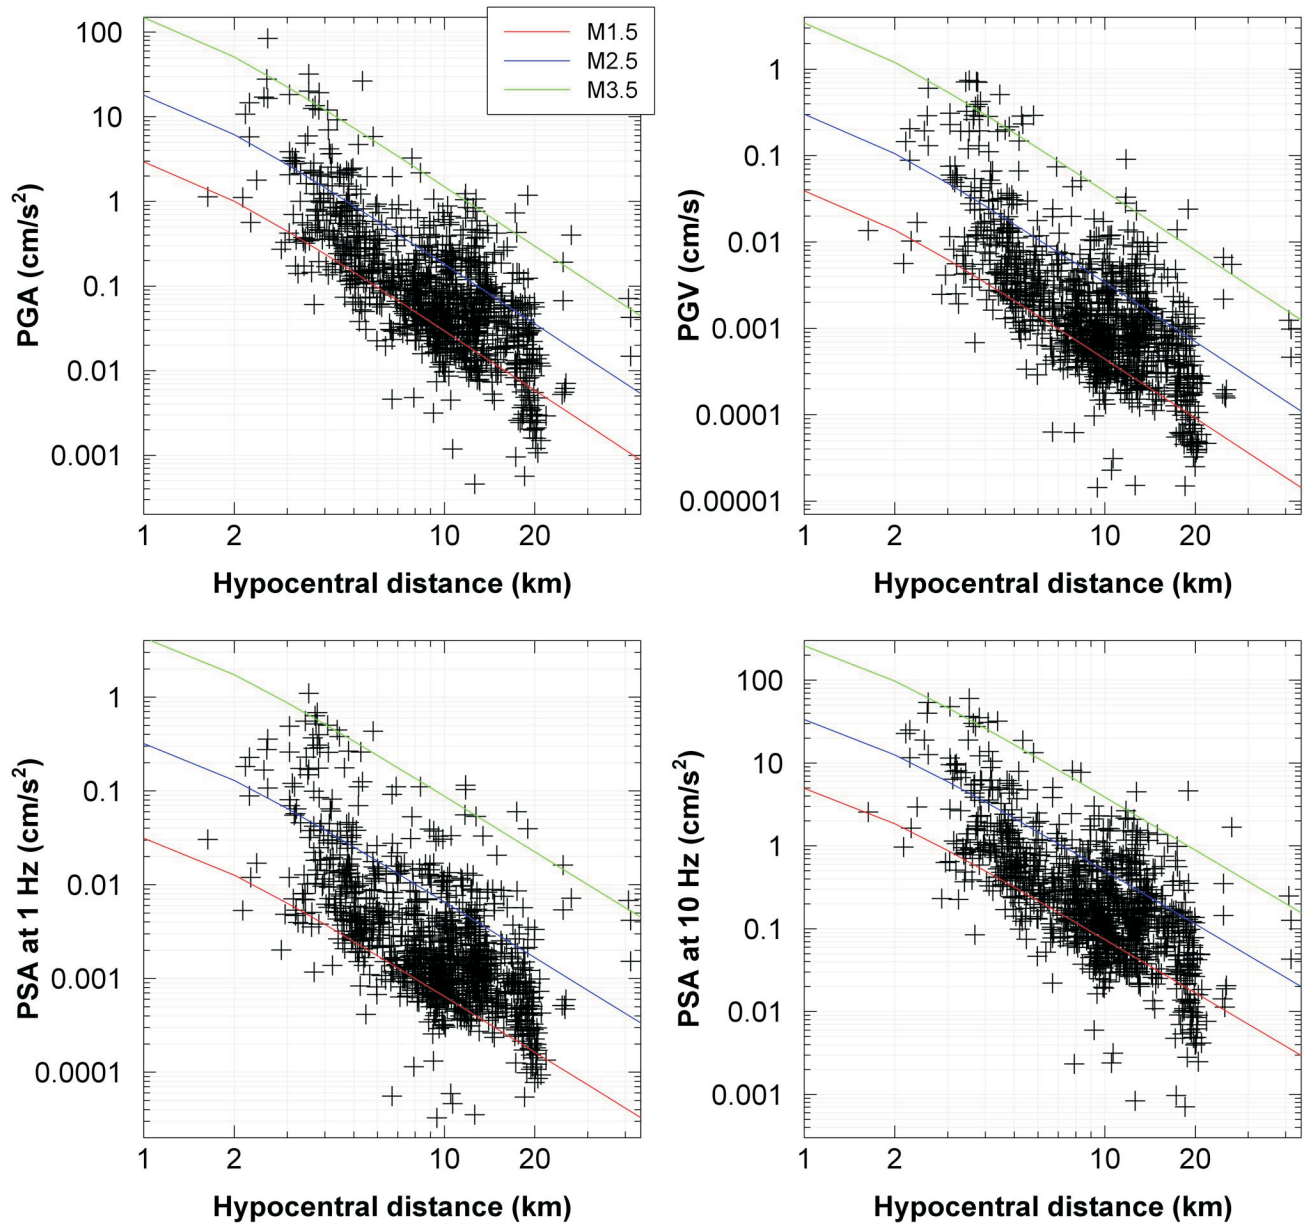 M1.5
M2.5
M3.5
PGA (cm/s²)
100
10
1
0.1
0.01
0.001
1 2 10 20
Hypocentral distance (km)
PGV (cm/s)
1
0.1
0.01
0.001
0.0001
0.00001
1 2 10 20
Hypocentral distance (km)
PSA at 1 Hz (cm/s²)
1
0.1
0.01
0.001
0.0001
1 2 10 20
Hypocentral distance (km)
PSA at 10 Hz (cm/s²)
100
10
1
0.1
0.01
0.001
1 2 10 20
Hypocentral distance (km)